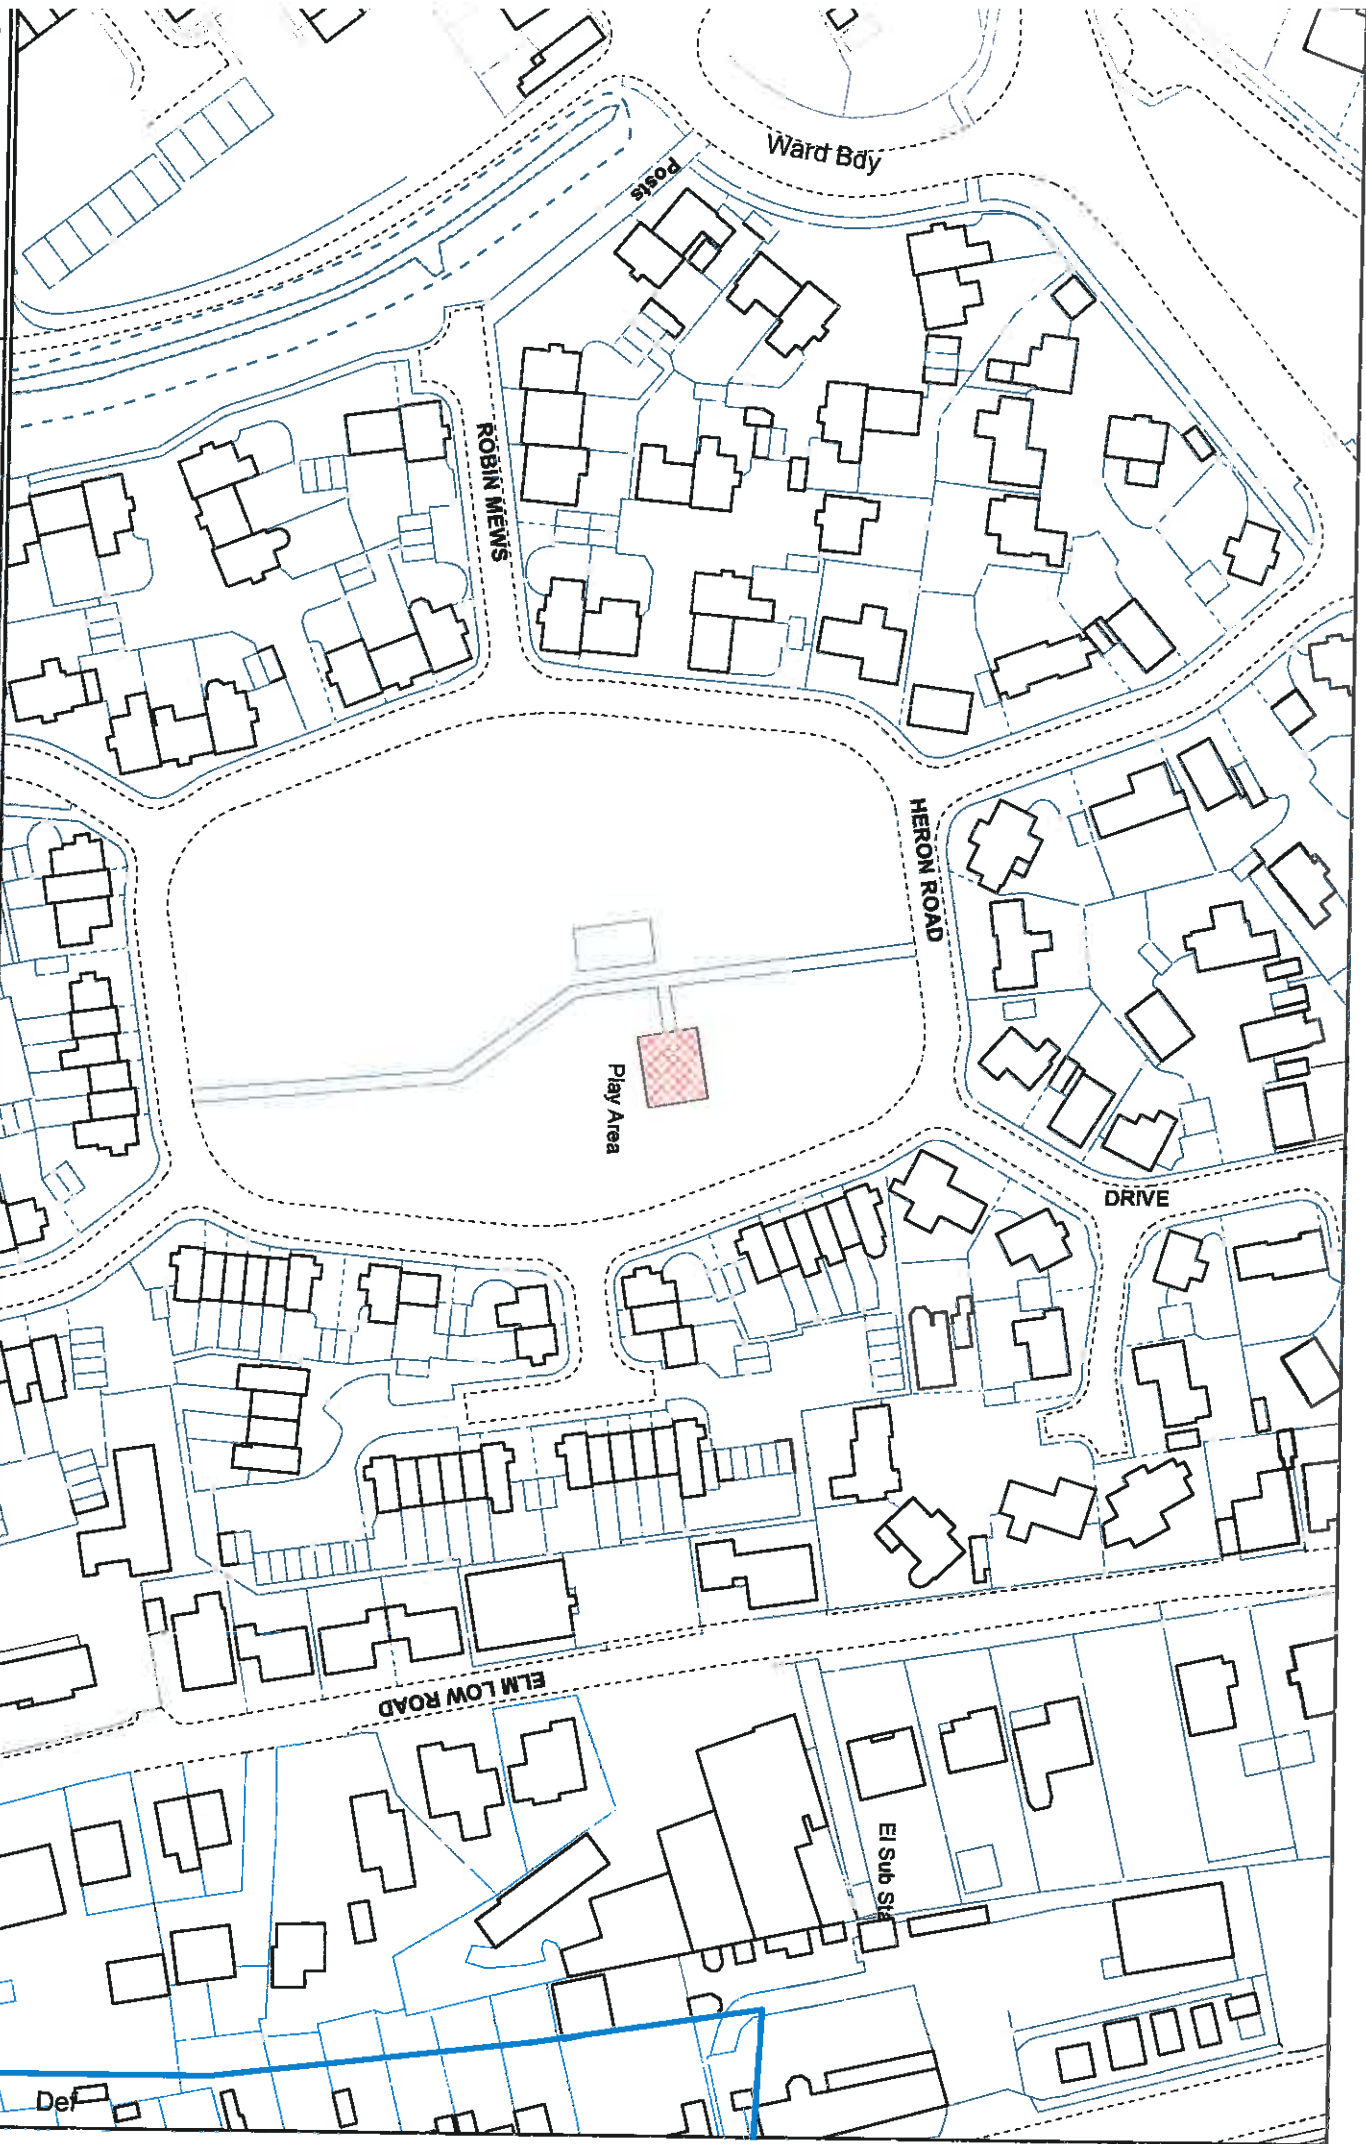 Ward Bdy
Posts
ROBIN MEWS
HERON ROAD
Play Area
DRIVE
ELM LOW ROAD
El Sub Sta
Def